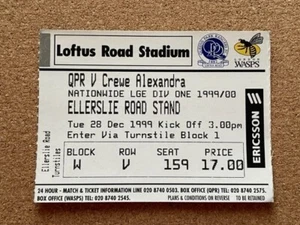 Loftus Road Stadium
WASPS
QPR V Crewe Alexandra
NATIONWIDE LGE DIV ONE 1999/00
ELLERSLIE ROAD STAND
Tue 28 Dec 1999 Kick Off 3.00pm
Enter Via Turnstile Block 1
BLOCK ROW SEAT PRICE
W V 159 17.00
Ellerslie Road
Turnstiles
ERICSSON
24 HOUR - MATCH & TICKET INFORMATION LINE 020 8740 0503. BOX OFFICE (QPR) TEL: 020 8740 2575.
BOX OFFICE (WASPS) TEL: 020 8740 2545. PLANS & CONDITIONS ON REVERSE TO BE RETAINED